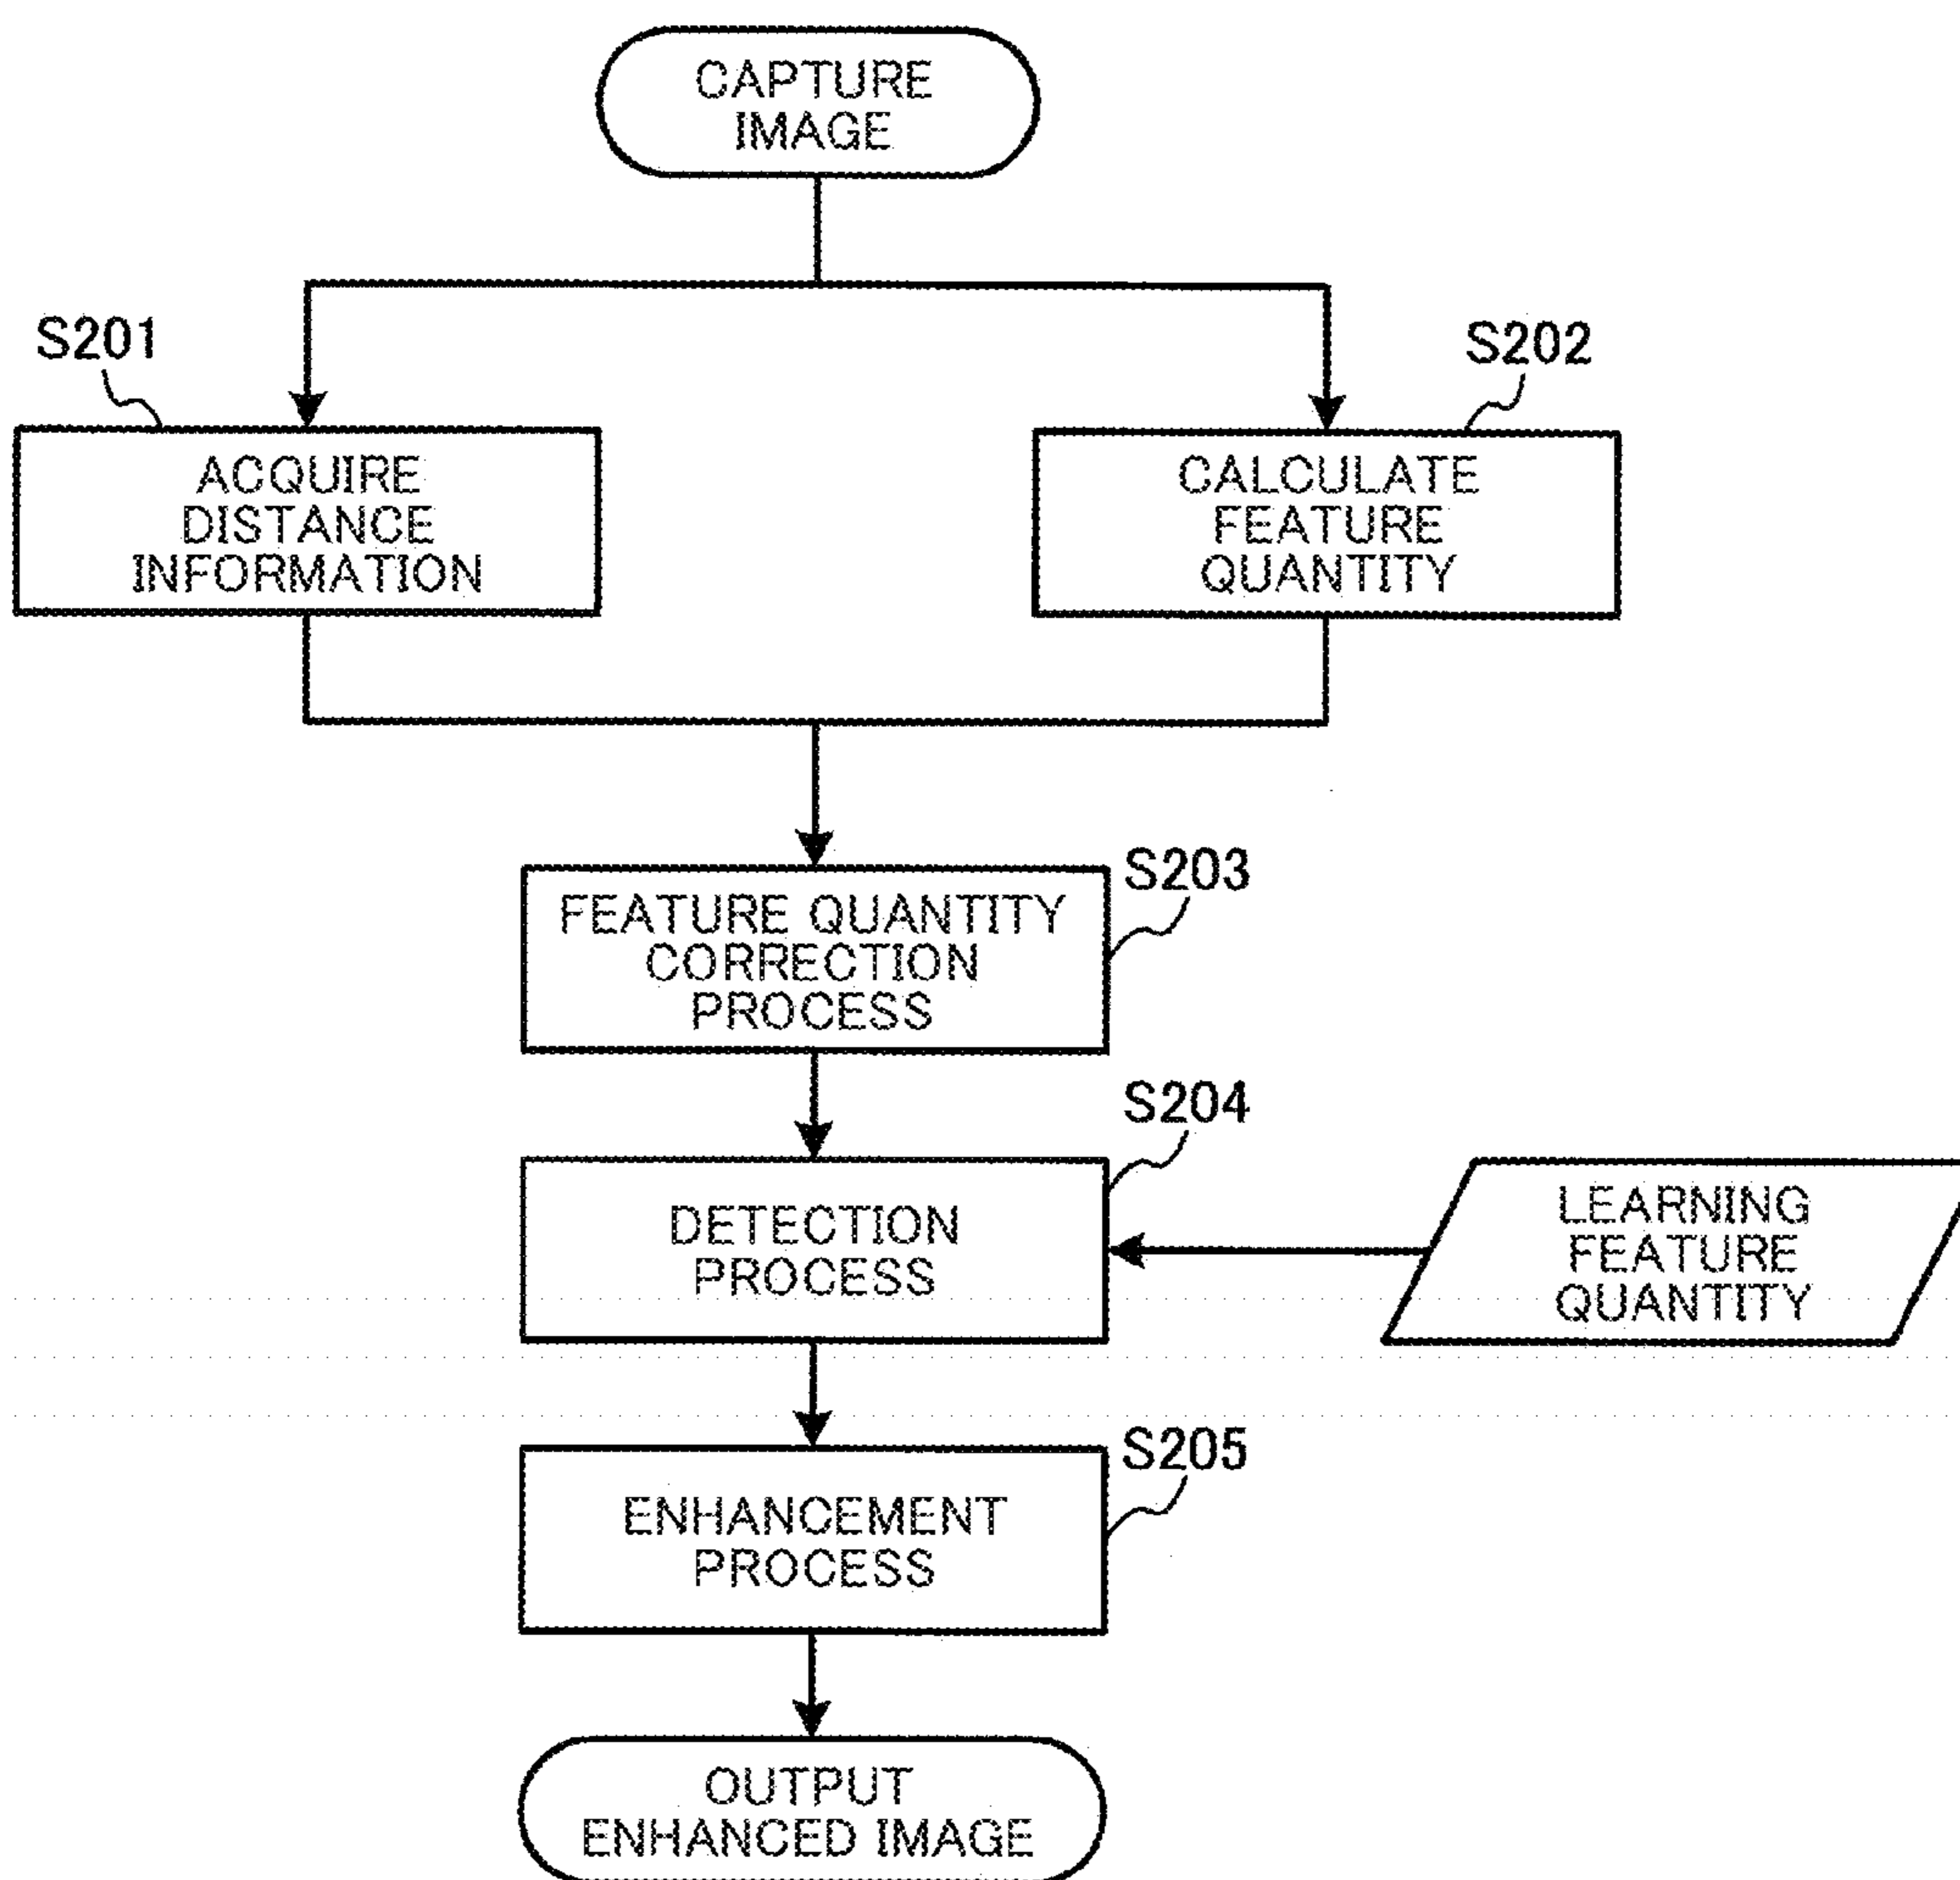 CAPTURE
IMAGE
S201
S202
ACQUIRE
DISTANCE
INFORMATION
CALCULATE
FEATURE
QUANTITY
S203
FEATURE QUANTITY
CORRECTION
PROCESS
S204
DETECTION
PROCESS
LEARNING
FEATURE
QUANTITY
S205
ENHANCEMENT
PROCESS
OUTPUT
ENHANCED IMAGE